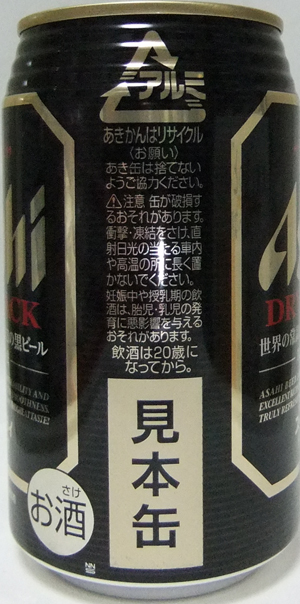 アルミ
あきかんはリサイクル
〈お願い〉
あき缶は捨てない
ようご協力ください。
⚠注意 缶が破損す
るおそれがあります。
衝撃・凍結をさけ、直
射日光の当たる車内
や高温の所に長く置
かないでください。
妊娠中や授乳期の飲
酒は、胎児・乳児の発
育に悪影響を与える
おそれがあります。
飲酒は20歳に
なってから。
見本缶
さけ
お酒
hi
CK
黒ビール
A
DR
世界の
ASAHI
EXCELLENT
TRULY
NN